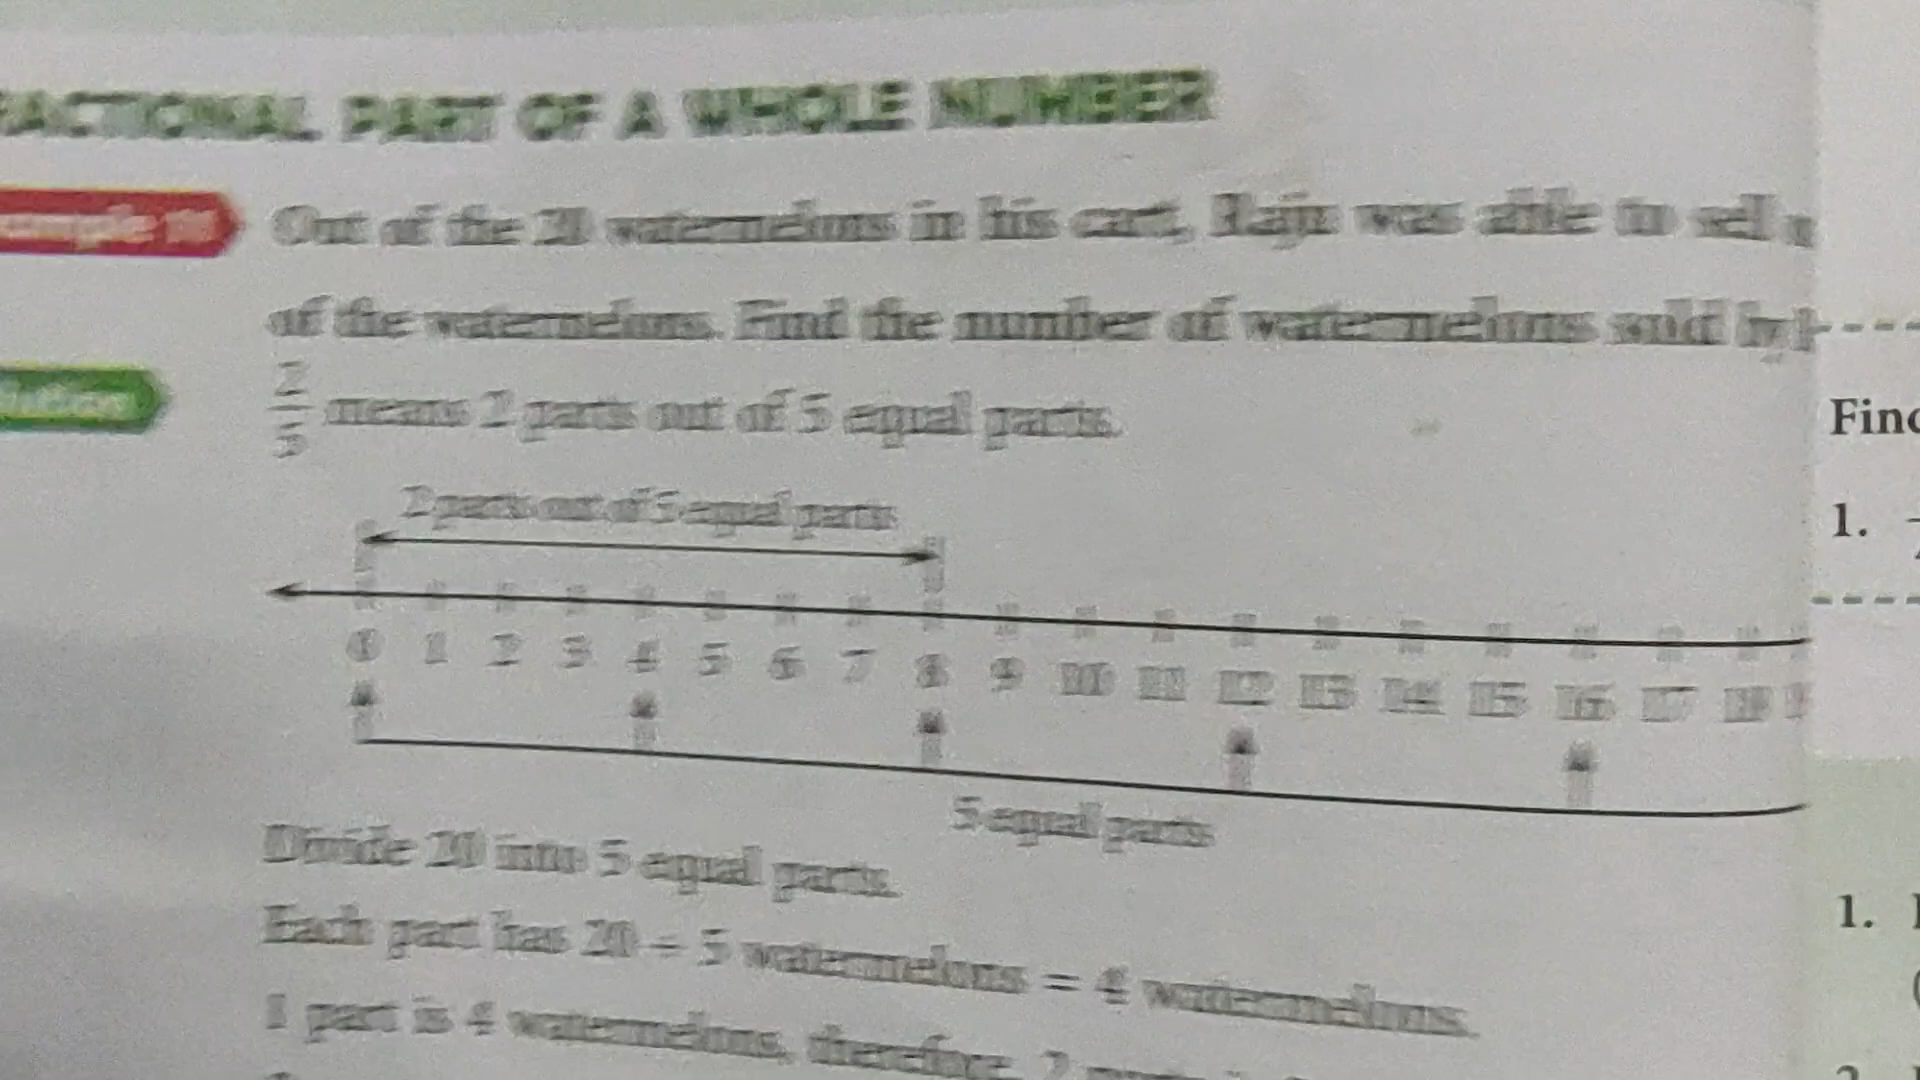 FRACTIONAL PART OF A WHOLE NUMBER
Out of the 20 watermelons in his cart, Raju was able to sell
of the watermelons. Find the number of watermelons sold by
2/5 means 2 parts out of 5 equal parts.
2 parts out of 5 equal parts
0 1 2 3 4 5 6 7 8 9 10 11 12 13 14 15 16 17 18
5 equal parts
Divide 20 into 5 equal parts.
Each part has 20 ÷ 5 watermelons = 4 watermelons.
1 part is 4 watermelons, therefore, 2
Find
1.
1.
2.